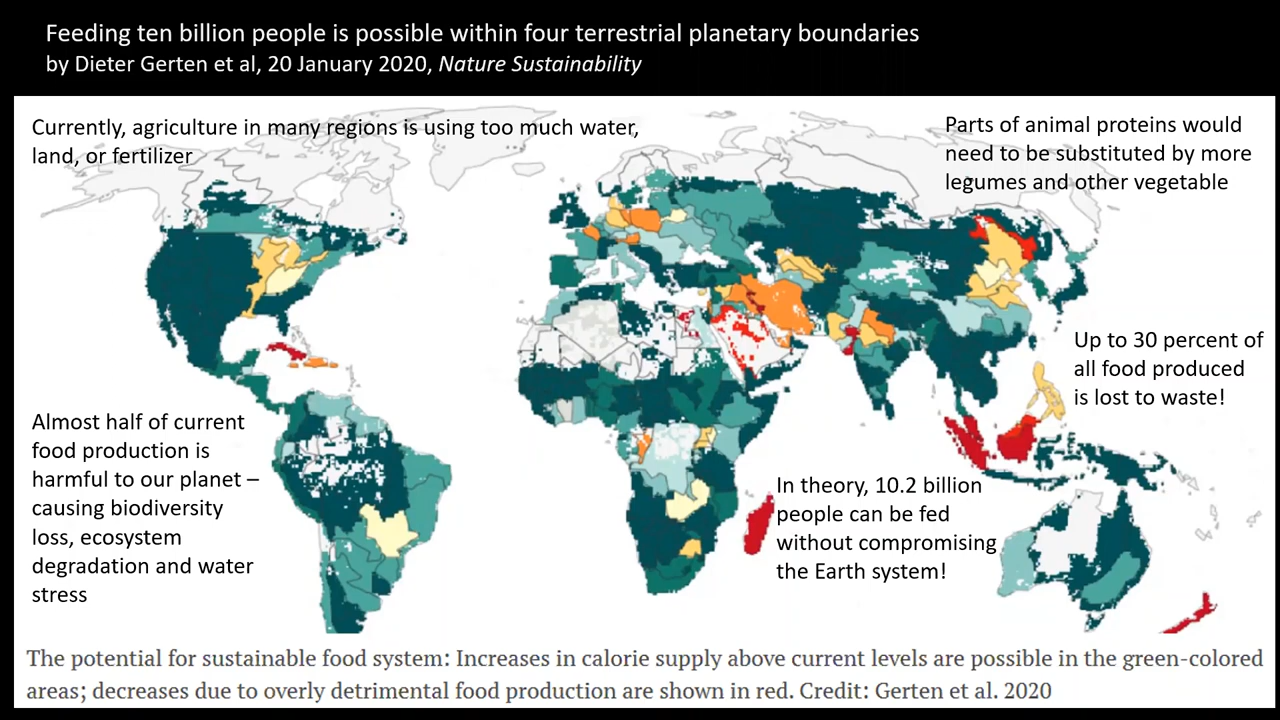 Feeding ten billion people is possible within four terrestrial planetary boundaries
by Dieter Gerten et al, 20 January 2020, Nature Sustainability
Currently, agriculture in many regions is using too much water,
land, or fertilizer
Parts of animal proteins would
need to be substituted by more
legumes and other vegetable
Up to 30 percent of
all food produced
is lost to waste!
Almost half of current
food production is
harmful to our planet –
causing biodiversity
loss, ecosystem
degradation and water
stress
In theory, 10.2 billion
people can be fed
without compromising
the Earth system!
The potential for sustainable food system: Increases in calorie supply above current levels are possible in the green-colored
areas; decreases due to overly detrimental food production are shown in red. Credit: Gerten et al. 2020